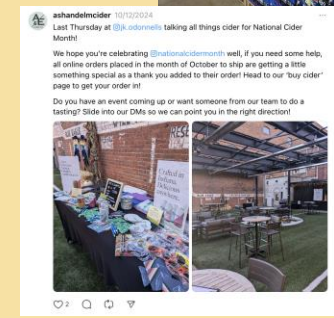 ashandelmcider 10/12/2024
Last Thursday at @jk.odonnells talking all things cider for National Cider
Month!
We hope you're celebrating @nationalcidermonth well, if you need some help,
all online orders placed in the month of October to ship are getting a little
something special as a thank you added to their order! Head to our 'buy cider'
page to get your order in!
Do you have an event coming up or want someone from our team to do a
tasting? Slide into our DMs so we can point you in the right direction!
Crafted in
Indiana.
Delicious
2